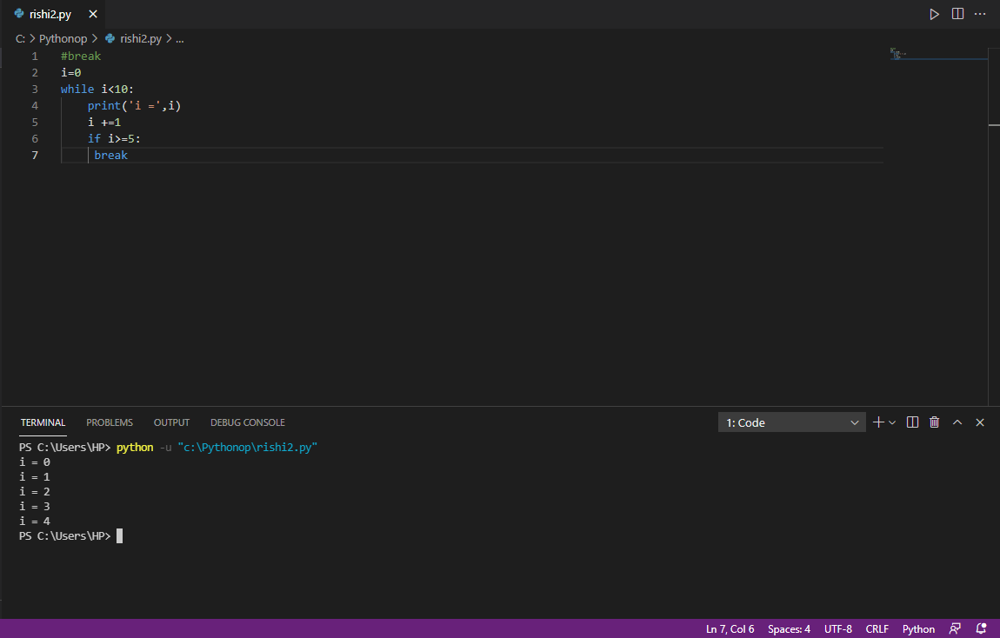 rishi2.py
C: > Pythonop > rishi2.py > ...
1 #break
2 i=0
3 while i<10:
4     print('i =',i)
5     i +=1
6     if i>=5:
7      break
TERMINAL PROBLEMS OUTPUT DEBUG CONSOLE 1: Code
PS C:\Users\HP> python -u "c:\Pythonop\rishi2.py"
i = 0
i = 1
i = 2
i = 3
i = 4
PS C:\Users\HP>
Ln 7, Col 6 Spaces: 4 UTF-8 CRLF Python